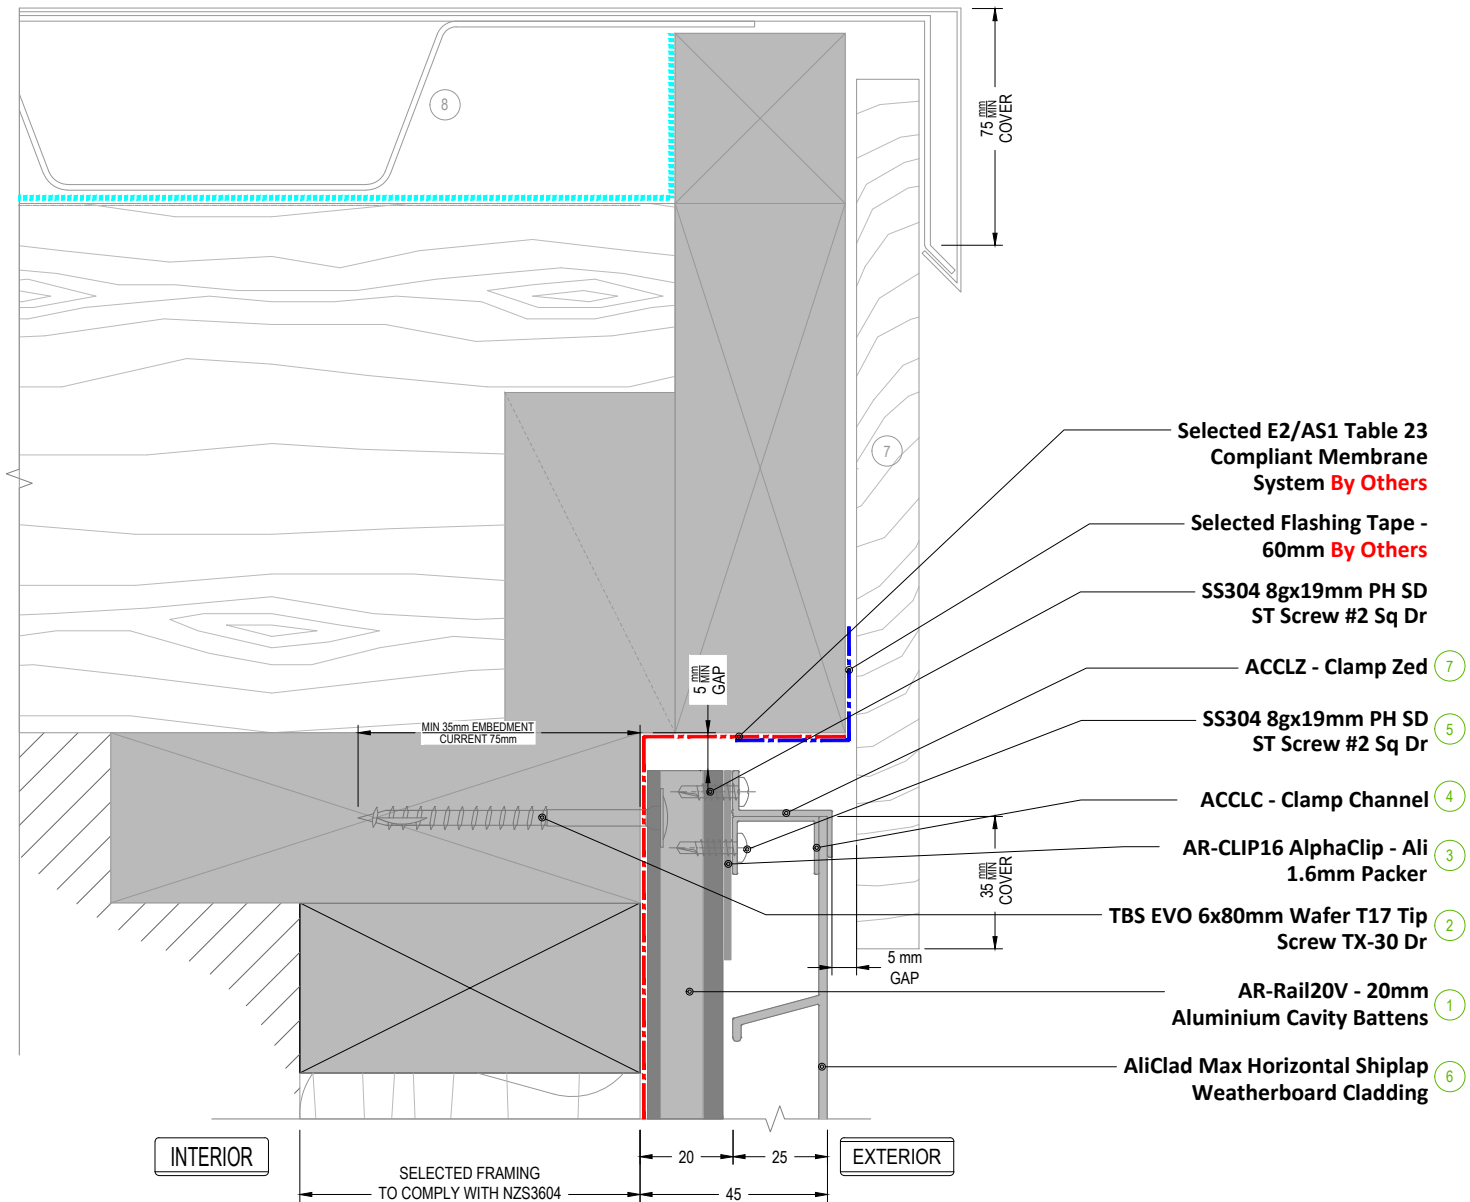 8
75 mm MIN COVER
7
Selected E2/AS1 Table 23
Compliant Membrane
System By Others
Selected Flashing Tape -
60mm By Others
SS304 8gx19mm PH SD
ST Screw #2 Sq Dr
5 mm MIN GAP
ACCLZ - Clamp Zed 7
MIN 35mm EMBEDMENT
CURRENT 75mm
SS304 8gx19mm PH SD
ST Screw #2 Sq Dr 5
ACCLC - Clamp Channel 4
AR-CLIP16 AlphaClip - Ali
1.6mm Packer 3
35 mm MIN COVER
TBS EVO 6x80mm Wafer T17 Tip
Screw TX-30 Dr 2
5 mm
GAP
AR-Rail20V - 20mm
Aluminium Cavity Battens 1
AliClad Max Horizontal Shiplap
Weatherboard Cladding 6
INTERIOR
20
25
EXTERIOR
SELECTED FRAMING
TO COMPLY WITH NZS3604
45